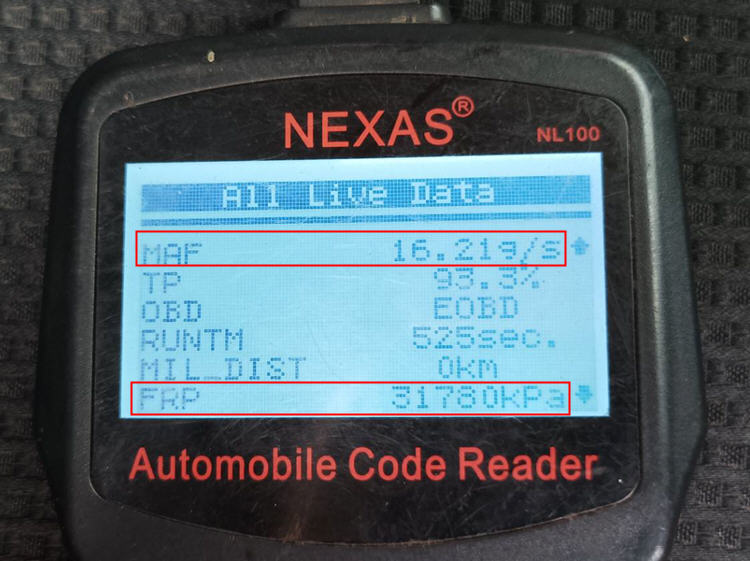 NEXAS®
NL100
All Live Data
MAF 16.21g/s
TP 93.3%
OBD EOBD
RUNTM 525sec.
MIL_DIST 0km
FRP 31780kPa
Automobile Code Reader